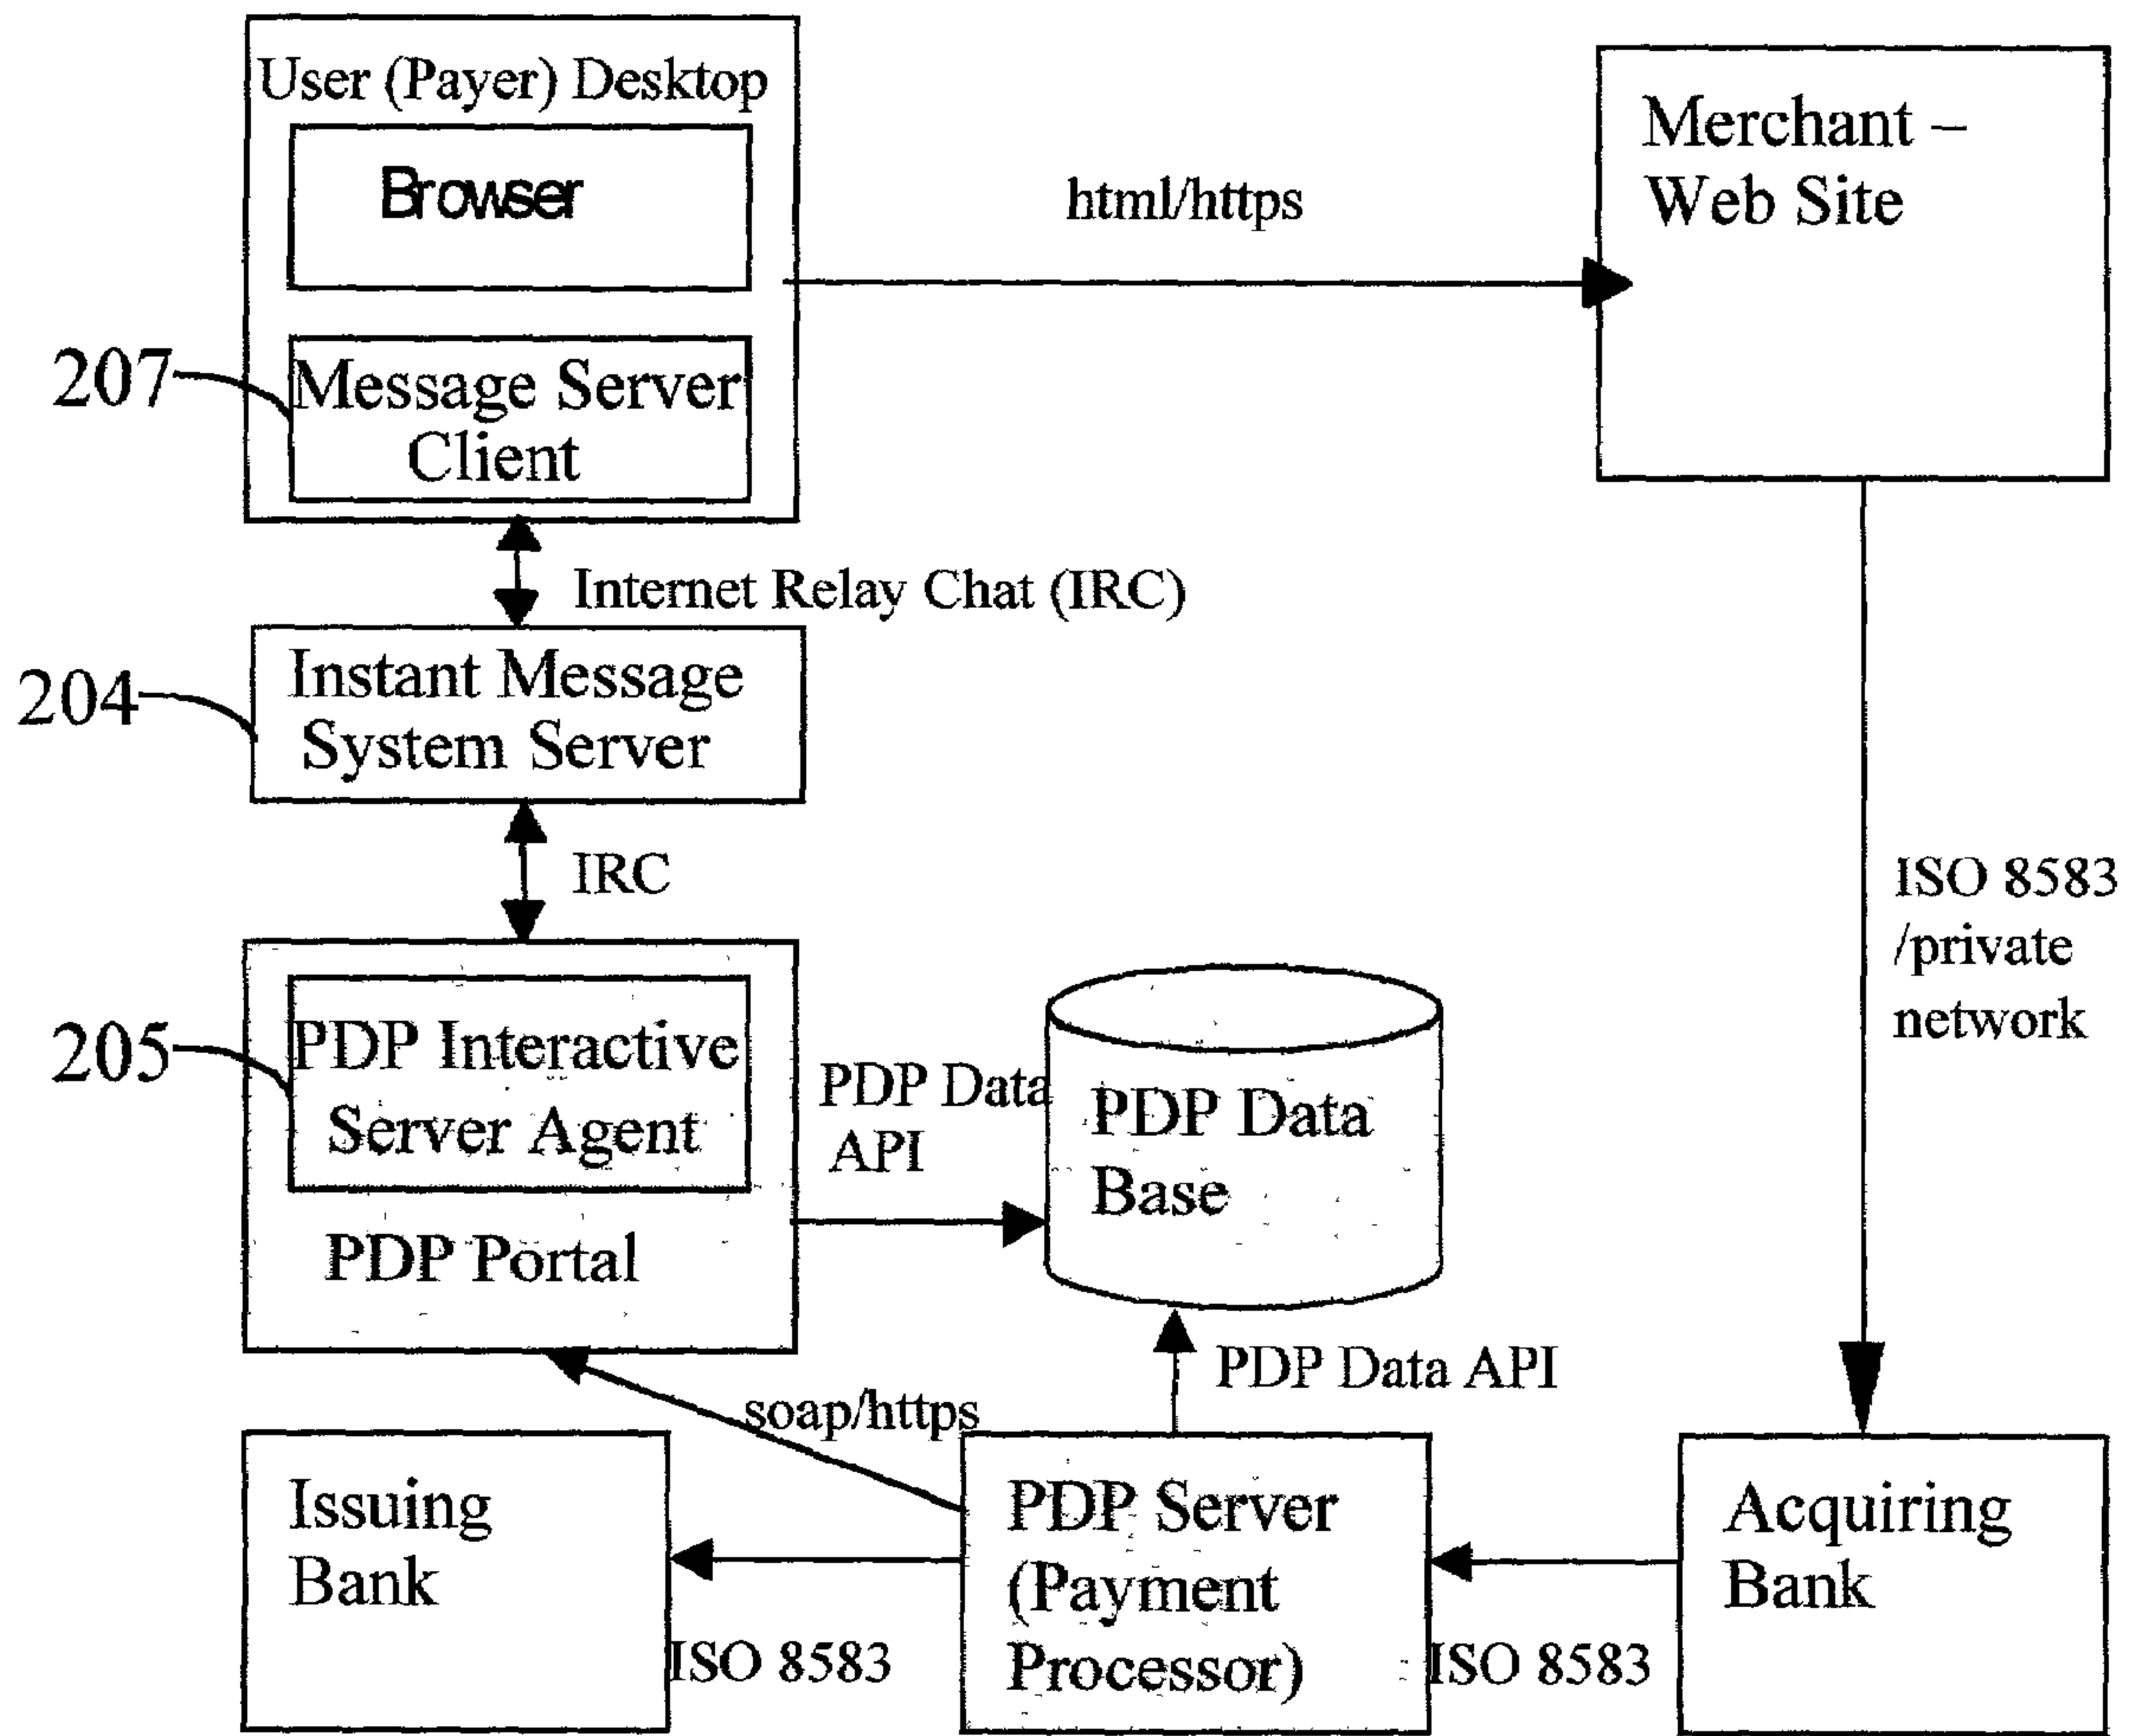 User (Payer) Desktop
Browser
207
Message Server
Client
html/https
Merchant –
Web Site
Internet Relay Chat (IRC)
204
Instant Message
System Server
IRC
ISO 8583
/private
network
205
PDP Interactive
Server Agent
PDP Portal
PDP Data
API
PDP Data
Base
PDP Data API
soap/https
Issuing
Bank
ISO 8583
PDP Server
(Payment
Processor)
ISO 8583
Acquiring
Bank